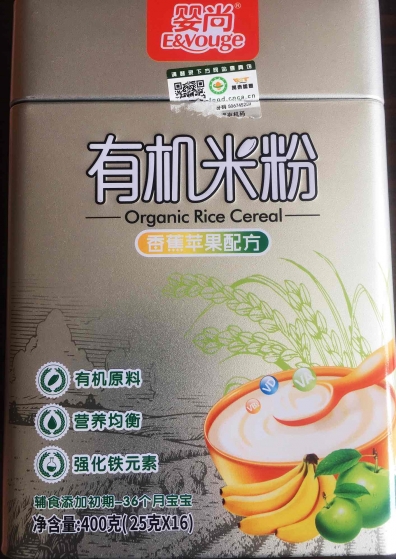 婴尚
E&vouge
有机米粉
Organic Rice Cereal
香蕉苹果配方
有机原料
营养均衡
强化铁元素
辅食添加初期-36个月宝宝
净含量:400克(25克X16)